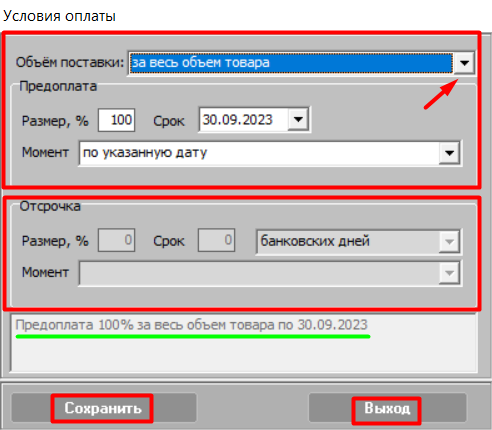 Условия оплаты
Объём поставки: за весь объем товара
Предоплата
Размер, % 100 Срок 30.09.2023
Момент по указанную дату
Отсрочка
Размер, % 0 Срок 0 банковских дней
Момент
Предоплата 100% за весь объем товара по 30.09.2023
Сохранить Выход